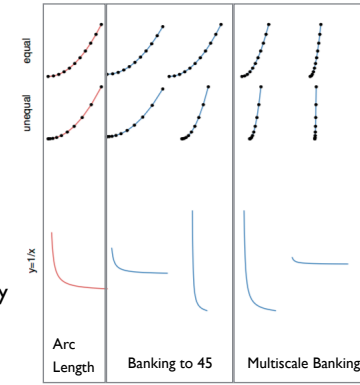 equal
unequal
y=1/x
y
Arc
Length
Banking to 45
Multiscale Banking